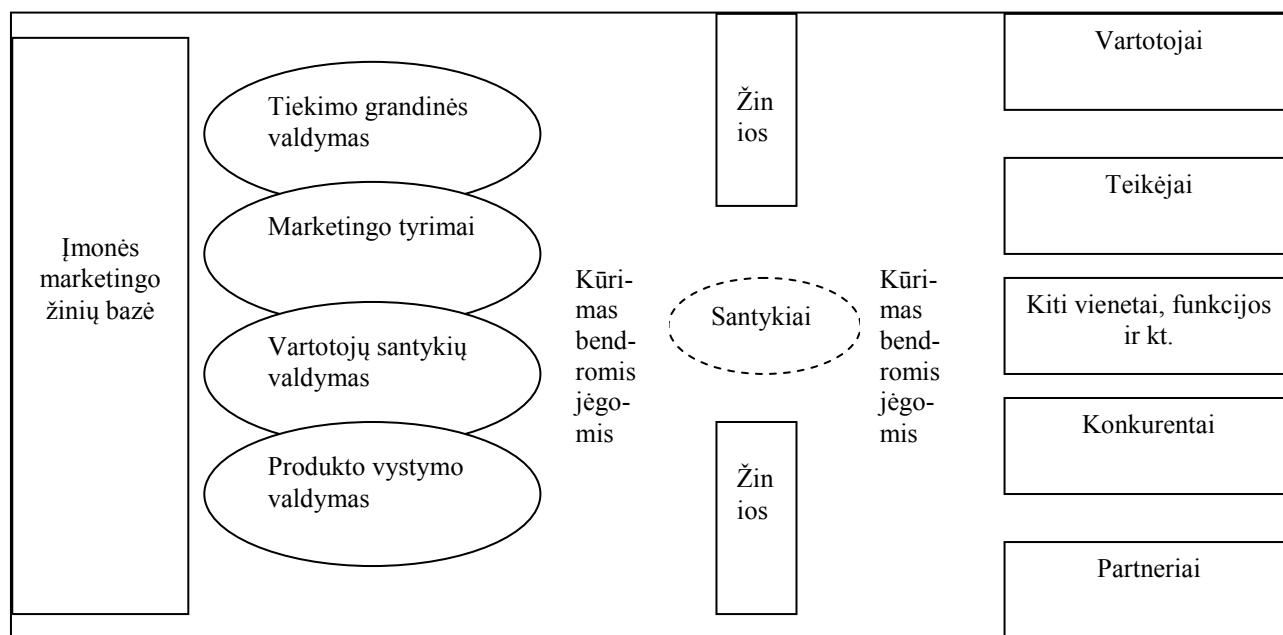 Įmonės
marketingo
žinių bazė
Tiekimo grandinės
valdymas
Marketingo tyrimai
Vartotojų santykių
valdymas
Produkto vystymo
valdymas
Kūri-
mas
bend-
romis
jėgo-
mis
Žin
ios
Santykiai
Žin
ios
Kūri-
mas
bend-
romis
jėgo-
mis
Vartotojai
Teikėjai
Kiti vienetai, funkcijos
ir kt.
Konkurentai
Partneriai